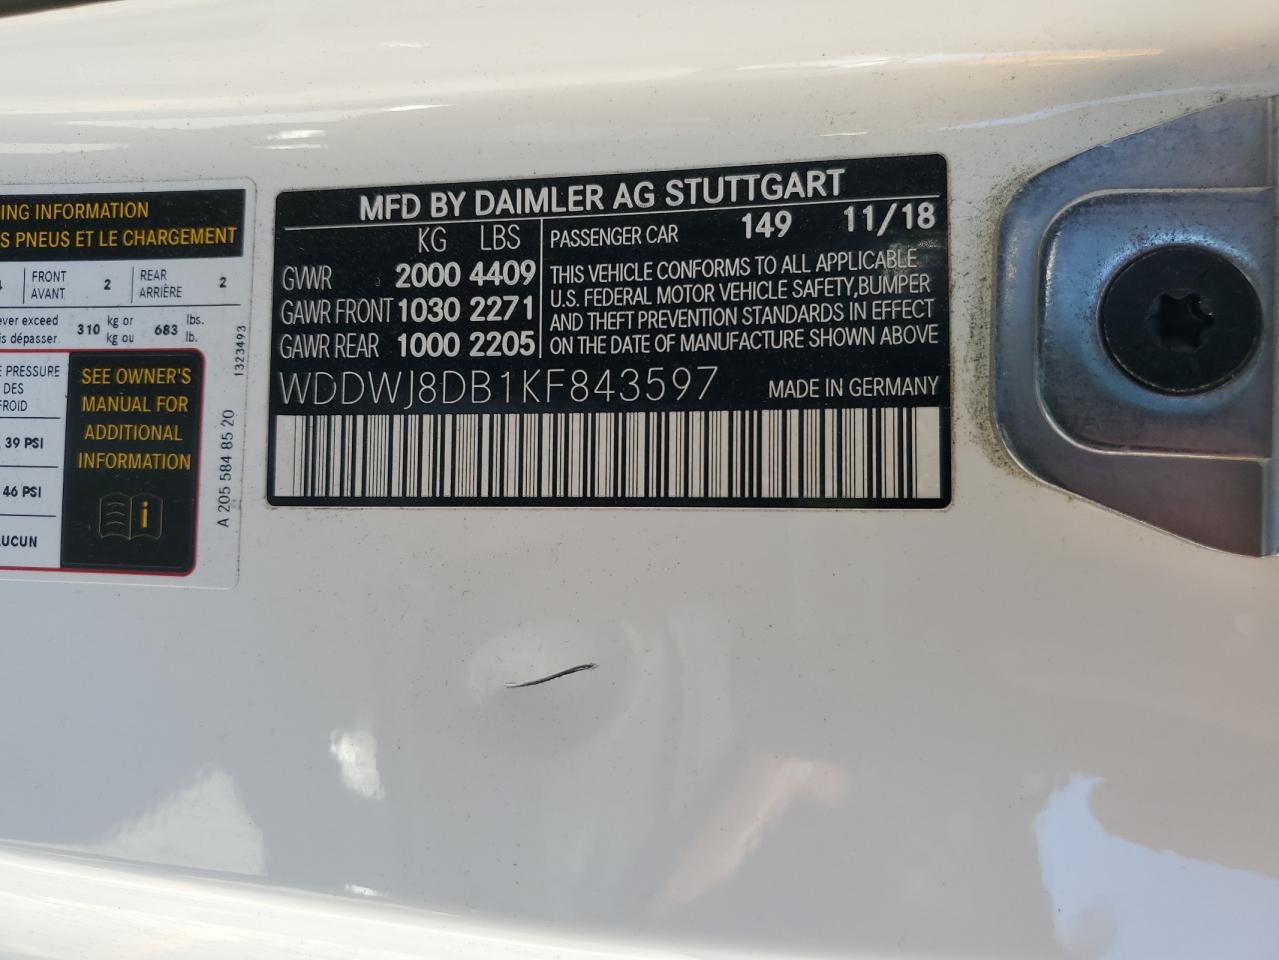 ING INFORMATION
S PNEUS ET LE CHARGEMENT
FRONT AVANT 2 REAR ARRIÈRE 2
ever exceed 310 kg or 683 lbs.
is dépasser kg ou lb.
E PRESSURE
DES
FROID
39 PSI
46 PSI
UCUN
SEE OWNER'S
MANUAL FOR
ADDITIONAL
INFORMATION
i
1323493
A 205 584 85 20
MFD BY DAIMLER AG STUTTGART
KG LBS
GVWR 2000 4409
GAWR FRONT 1030 2271
GAWR REAR 1000 2205
PASSENGER CAR 149 11/18
THIS VEHICLE CONFORMS TO ALL APPLICABLE
U.S. FEDERAL MOTOR VEHICLE SAFETY,BUMPER
AND THEFT PREVENTION STANDARDS IN EFFECT
ON THE DATE OF MANUFACTURE SHOWN ABOVE
WDDWJ8DB1KF843597 MADE IN GERMANY